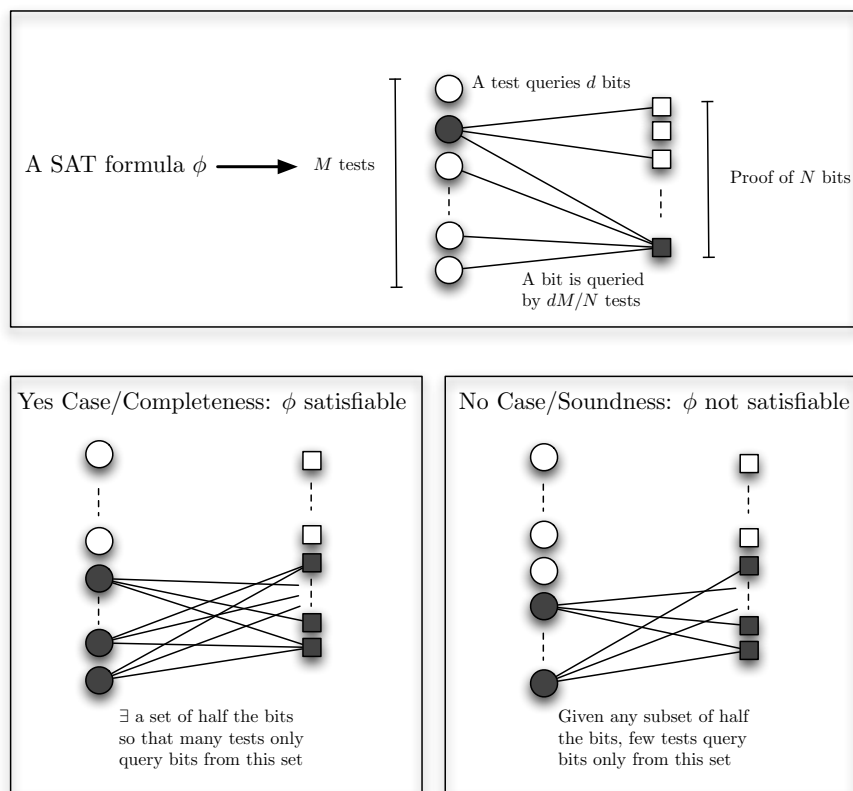 A test queries d bits
A SAT formula ϕ
M tests
Proof of N bits
A bit is queried
by dM/N tests
Yes Case/Completeness: ϕ satisfiable
∃ a set of half the bits
so that many tests only
query bits from this set
No Case/Soundness: ϕ not satisfiable
Given any subset of half
the bits, few tests query
bits only from this set